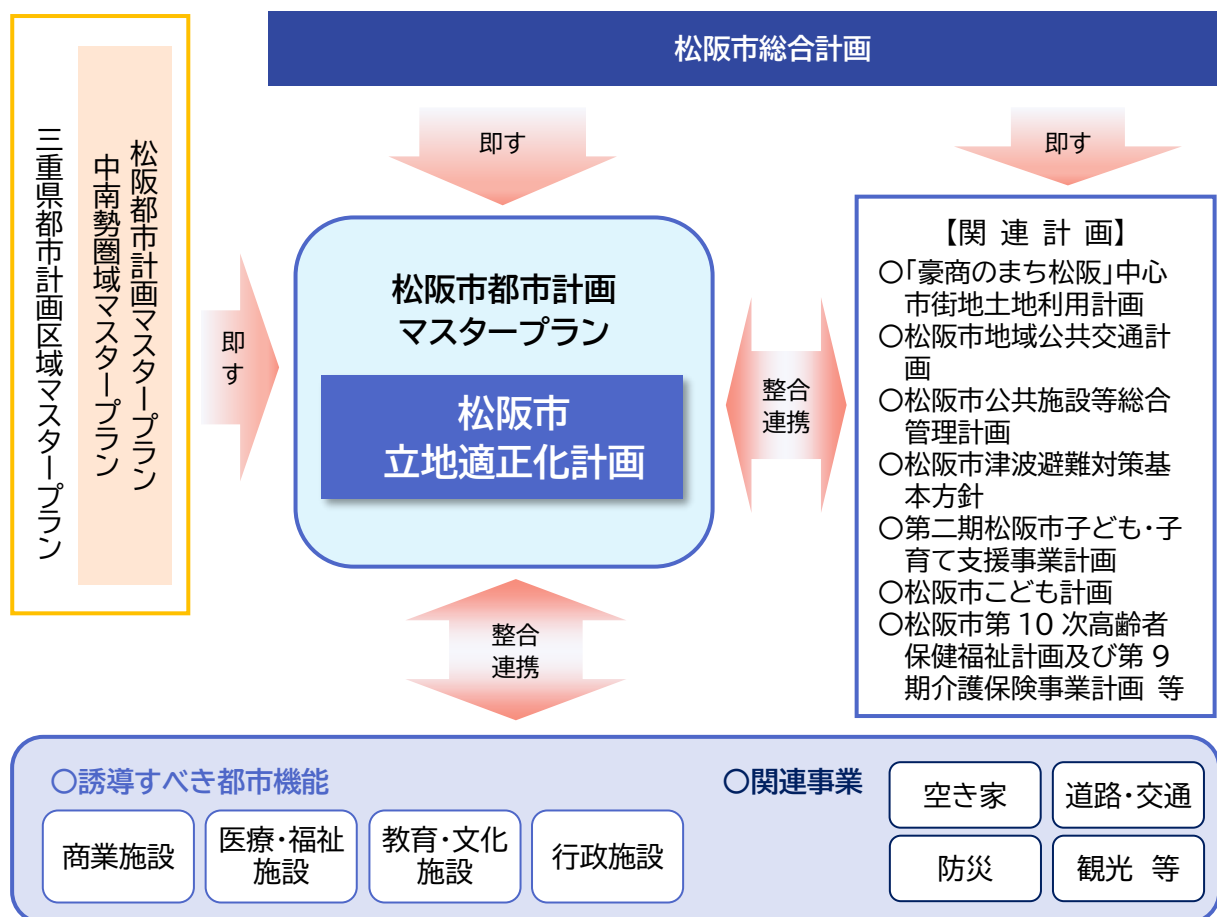 松阪市総合計画
三重県都市計画区域マスタープラン
松阪都市計画マスタープラン
中南勢圏域マスタープラン
即す
即す
即
す
松阪市都市計画
マスタープラン
松阪市
立地適正化計画
整合
連携
【関 連 計 画】
○「豪商のまち松阪」中心
市街地土地利用計画
○松阪市地域公共交通計
画
○松阪市公共施設等総合
管理計画
○松阪市津波避難対策基
本方針
○第二期松阪市子ども・子
育て支援事業計画
○松阪市こども計画
○松阪市第 10 次高齢者
保健福祉計画及び第 9
期介護保険事業計画 等
整合
連携
○誘導すべき都市機能
商業施設
医療・福祉
施設
教育・文化
施設
行政施設
○関連事業
空き家
道路・交通
防災
観光 等